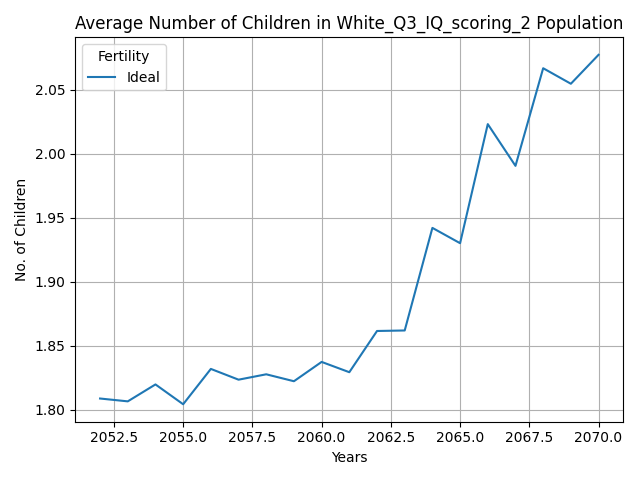 Average Number of Children in White_Q3_IQ_scoring_2 Population
Fertility
Ideal
No. of Children
2.05
2.00
1.95
1.90
1.85
1.80
2052.5 2055.0 2057.5 2060.0 2062.5 2065.0 2067.5 2070.0
Years